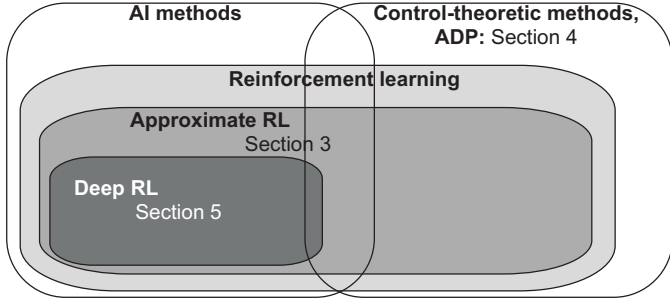 AI methods
Control-theoretic methods,
ADP: Section 4
Reinforcement learning
Approximate RL
Section 3
Deep RL
Section 5